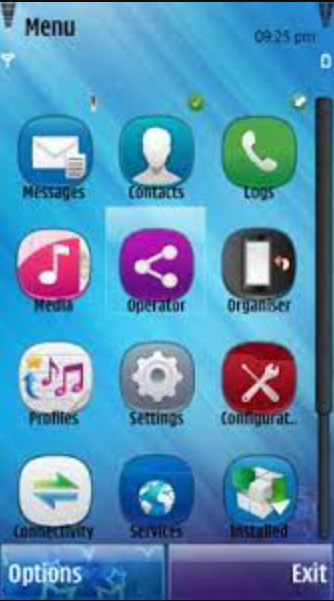 Menu
09:25 pm
Messages Contacts Logs
Media Operator Organiser
Profiles Settings Configurat..
Connectivity Services Installed
Options Exit